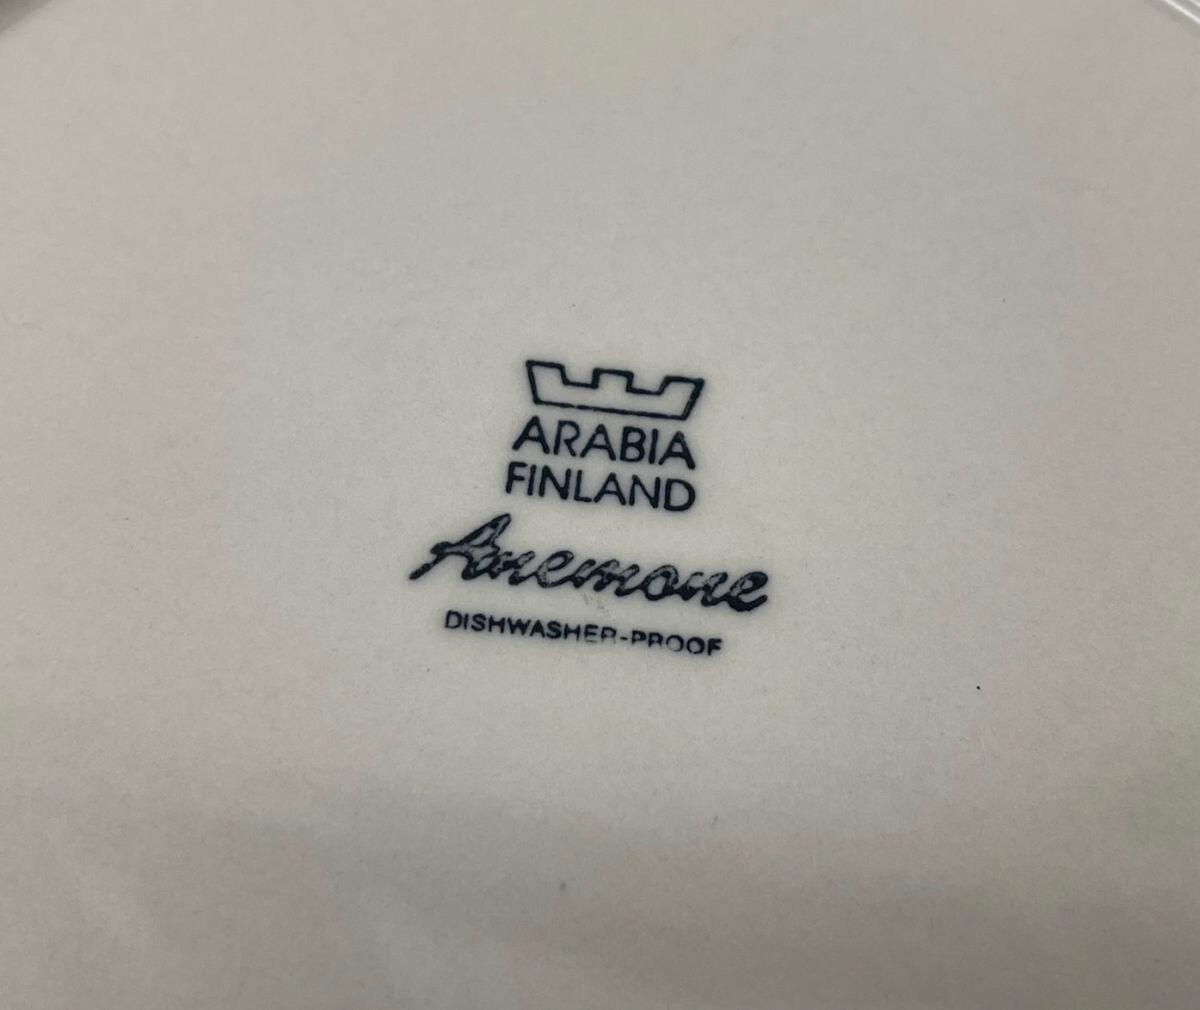 ARABIA
FINLAND
Anemone
DISHWASHER-PROOF